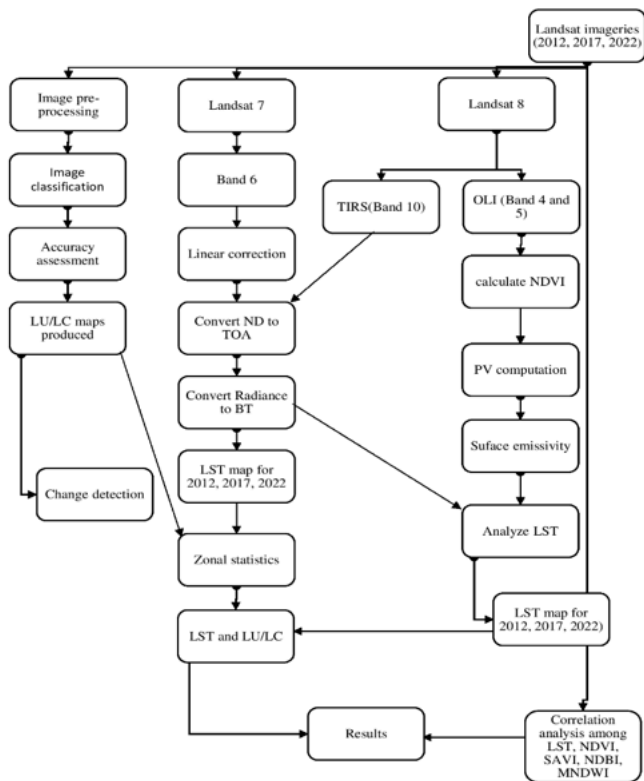 Landsat imageries
(2012, 2017, 2022)
Image pre-
processing
Landsat 7
Landsat 8
Image
classification
Band 6
TIRS(Band 10)
OLI (Band 4 and
5)
Accuracy
assessment
Linear correction
calculate NDVI
LU/LC maps
produced
Convert ND to
TOA
PV computation
Convert Radiance
to BT
Suface emissivity
LST map for
2012, 2017, 2022
Change detection
Analyze LST
Zonal statistics
LST map for
2012, 2017, 2022)
LST and LU/LC
Results
Correlation
analysis among
LST, NDVI,
SAVI, NDBI,
MNDWI